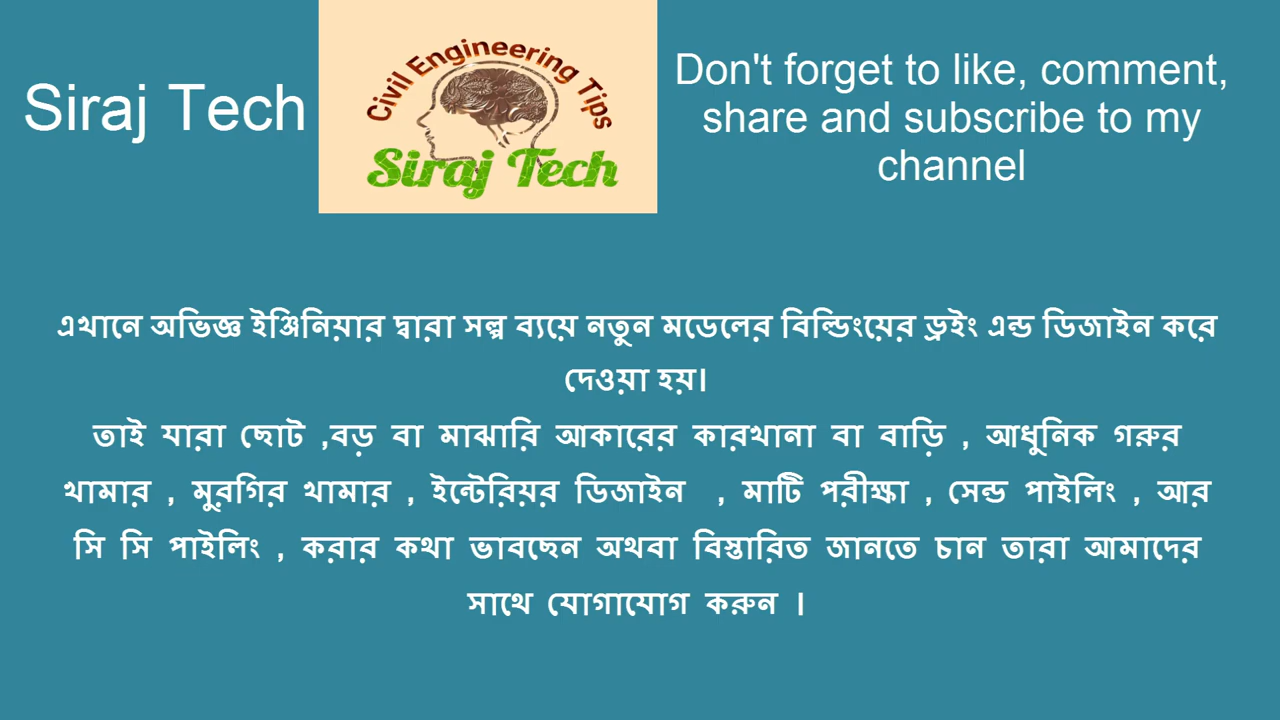 Siraj Tech
Civil Engineering Tips
Siraj Tech
Don't forget to like, comment,
share and subscribe to my
channel
এখানে অভিজ্ঞ ইঞ্জিনিয়ার দ্বারা সল্প ব্যয়ে নতুন মডেলের বিল্ডিংয়ের ড্রইং এন্ড ডিজাইন করে
দেওয়া হয়।
তাই যারা ছোট ,বড় বা মাঝারি আকারের কারখানা বা বাড়ি , আধুনিক গরুর
খামার , মুরগির খামার , ইন্টেরিয়র ডিজাইন , মাটি পরীক্ষা , সেন্ড পাইলিং , আর
সি সি পাইলিং , করার কথা ভাবছেন অথবা বিস্তারিত জানতে চান তারা আমাদের
সাথে যোগাযোগ করুন ।